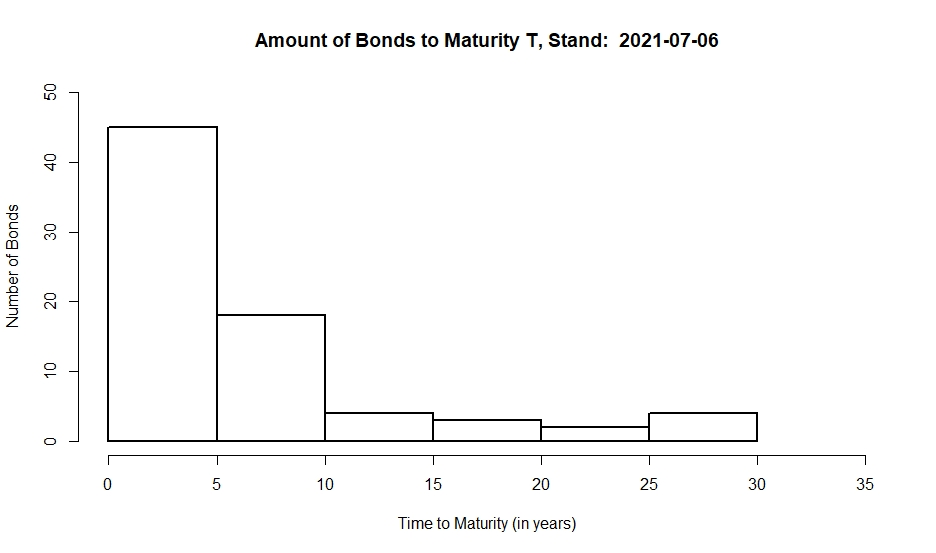 Amount of Bonds to Maturity T, Stand:  2021-07-06
50
40
30
20
10
0
Number of Bonds
0 5 10 15 20 25 30 35
Time to Maturity (in years)